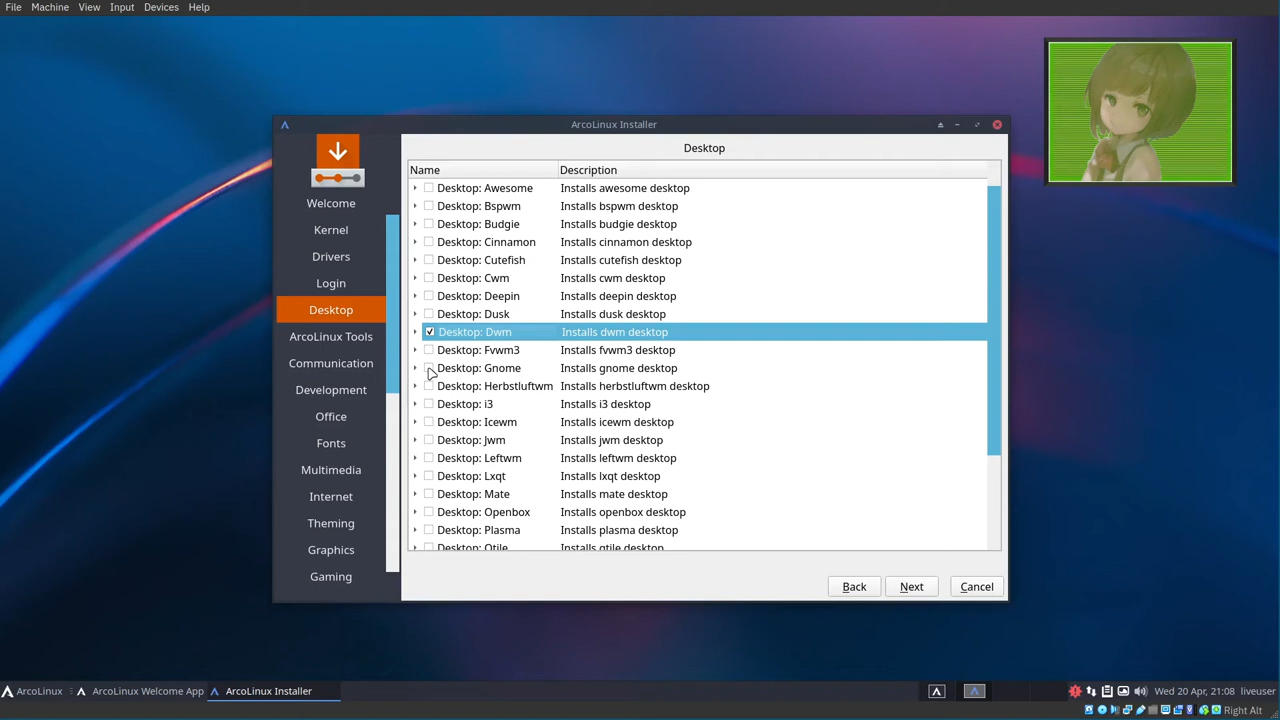 File Machine View Input Devices Help
ArcoLinux Installer
Welcome
Kernel
Drivers
Login
Desktop
ArcoLinux Tools
Communication
Development
Office
Fonts
Multimedia
Internet
Theming
Graphics
Gaming
Desktop
Name Description
Desktop: Awesome Installs awesome desktop
Desktop: Bspwm Installs bspwm desktop
Desktop: Budgie Installs budgie desktop
Desktop: Cinnamon Installs cinnamon desktop
Desktop: Cutefish Installs cutefish desktop
Desktop: Cwm Installs cwm desktop
Desktop: Deepin Installs deepin desktop
Desktop: Dusk Installs dusk desktop
Desktop: Dwm Installs dwm desktop
Desktop: Fvwm3 Installs fvwm3 desktop
Desktop: Gnome Installs gnome desktop
Desktop: Herbstluftwm Installs herbstluftwm desktop
Desktop: i3 Installs i3 desktop
Desktop: Icewm Installs icewm desktop
Desktop: Jwm Installs jwm desktop
Desktop: Leftwm Installs leftwm desktop
Desktop: Lxqt Installs lxqt desktop
Desktop: Mate Installs mate desktop
Desktop: Openbox Installs openbox desktop
Desktop: Plasma Installs plasma desktop
Desktop: Qtile Installs qtile desktop
Back Next Cancel
ArcoLinux ArcoLinux Welcome App ArcoLinux Installer Wed 20 Apr, 21:08 liveuser
Right Alt